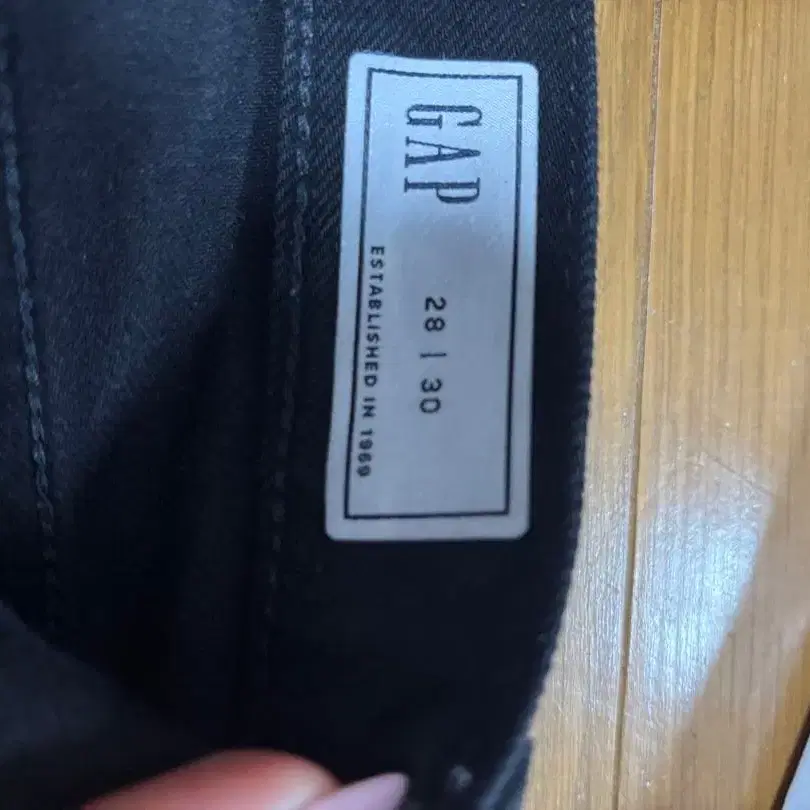 GAP
28 | 30
ESTABLISHED IN 1969